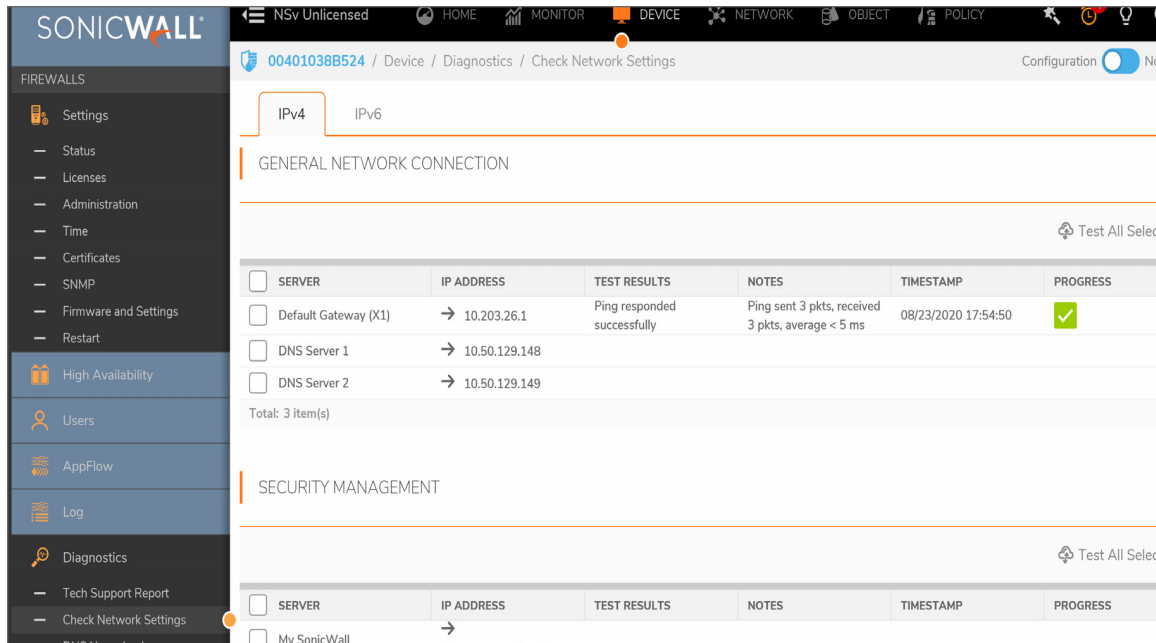 SONICWALL
NSv Unlicensed HOME MONITOR DEVICE NETWORK OBJECT POLICY
00401038B524 / Device / Diagnostics / Check Network Settings
Configuration
FIREWALLS
Settings
Status
Licenses
Administration
Time
Certificates
SNMP
Firmware and Settings
Restart
High Availability
Users
AppFlow
Log
Diagnostics
Tech Support Report
Check Network Settings
IPv4 IPv6
GENERAL NETWORK CONNECTION
Test All Selec
SERVER IP ADDRESS TEST RESULTS NOTES TIMESTAMP PROGRESS
Default Gateway (X1) → 10.203.26.1 Ping responded successfully Ping sent 3 pkts, received 3 pkts, average < 5 ms 08/23/2020 17:54:50
DNS Server 1 → 10.50.129.148
DNS Server 2 → 10.50.129.149
Total: 3 item(s)
SECURITY MANAGEMENT
Test All Selec
SERVER IP ADDRESS TEST RESULTS NOTES TIMESTAMP PROGRESS
My SonicWall →